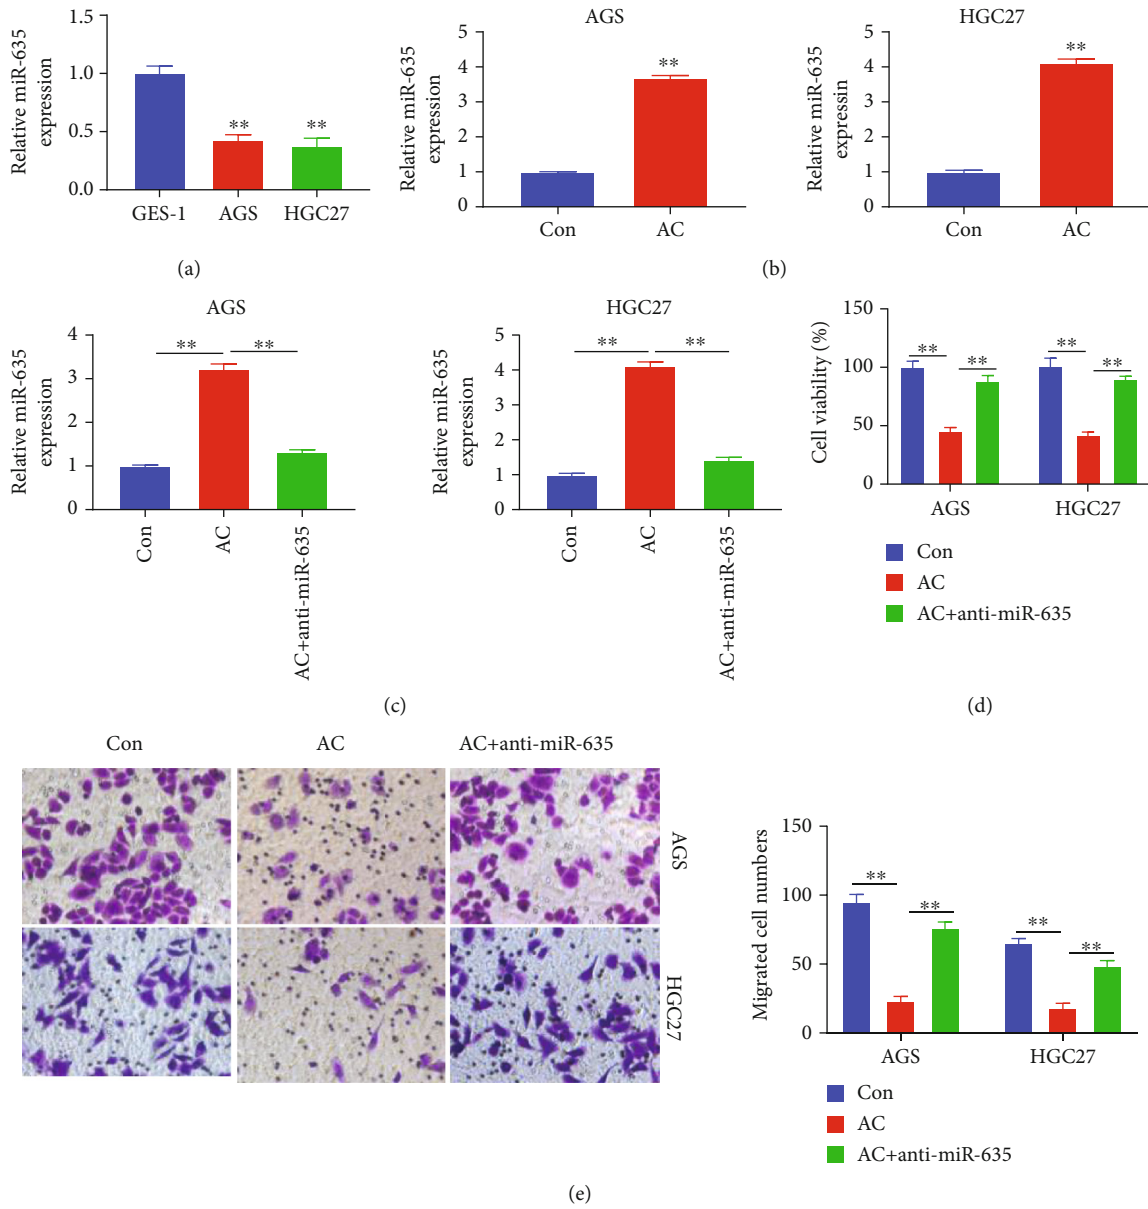 Relative miR-635
expression
1.5
1.0
0.5
0.0
**
**
GES-1
AGS
HGC27
(a)
AGS
Relative miR-635
expression
5
4
3
2
1
0
**
Con
AC
HGC27
Relative miR-635
expressin
5
4
3
2
1
0
**
Con
AC
(b)
AGS
Relative miR-635
expression
4
3
2
1
0
**
**
Con
AC
AC+anti-miR-635
HGC27
Relative miR-635
expression
5
4
3
2
1
0
**
**
Con
AC
AC+anti-miR-635
(c)
Cell viability (%)
150
100
50
0
**
**
**
**
AGS
HGC27
Con
AC
AC+anti-miR-635
(d)
Con
AC
AC+anti-miR-635
AGS
HGC27
Migrated cell numbers
150
100
50
0
**
**
**
**
AGS
HGC27
Con
AC
AC+anti-miR-635
(e)